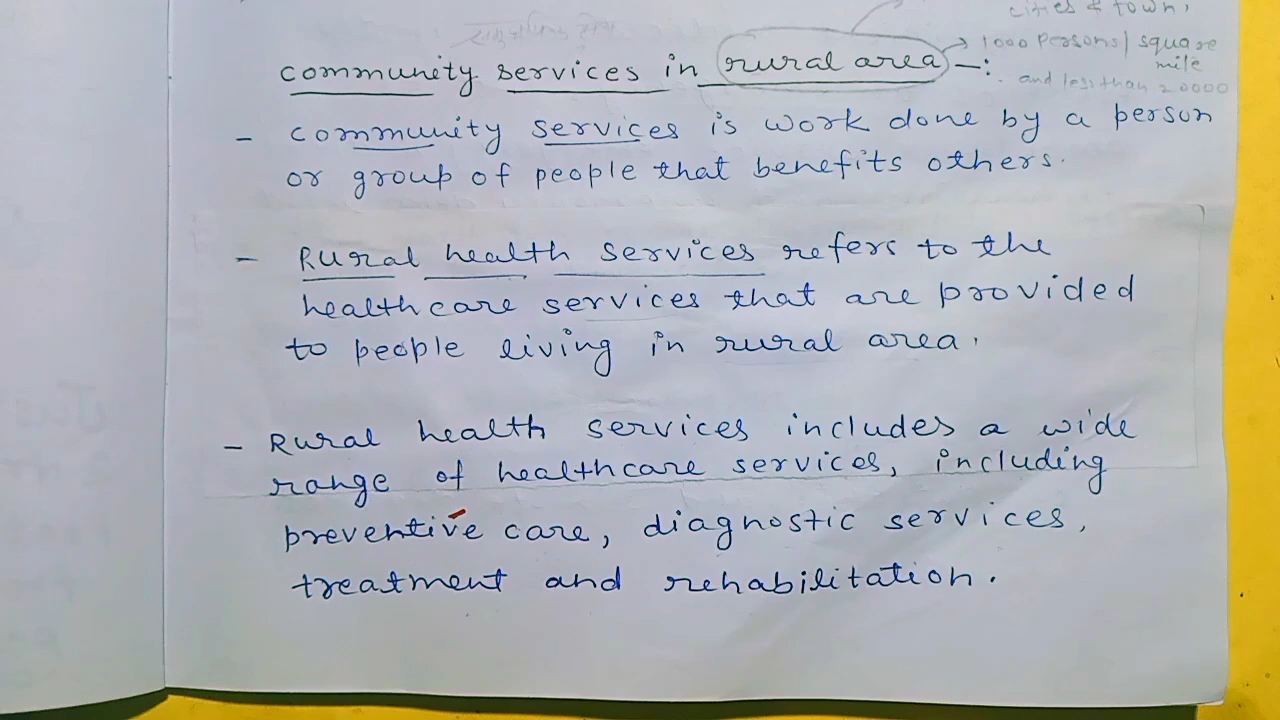 cities & town,
1000 Persons / square
mile
and less than 20000
community services in rural area -:
- community services is work done by a person
or group of people that benefits others.
- Rural health services refers to the
healthcare services that are provided
to people living in rural area.
- Rural health services includes a wide
range of healthcare services, including
preventive care, diagnostic services,
treatment and rehabilitation.